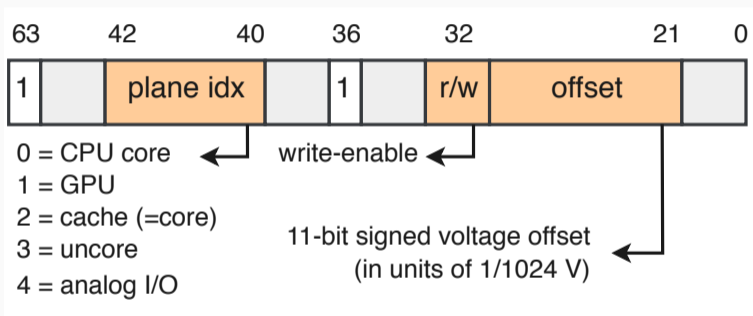 63 42 40 36 32 21 0
1 plane idx 1 r/w offset
0 = CPU core
write-enable
1 = GPU
2 = cache (=core)
3 = uncore
4 = analog I/O
11-bit signed voltage offset
(in units of 1/1024 V)